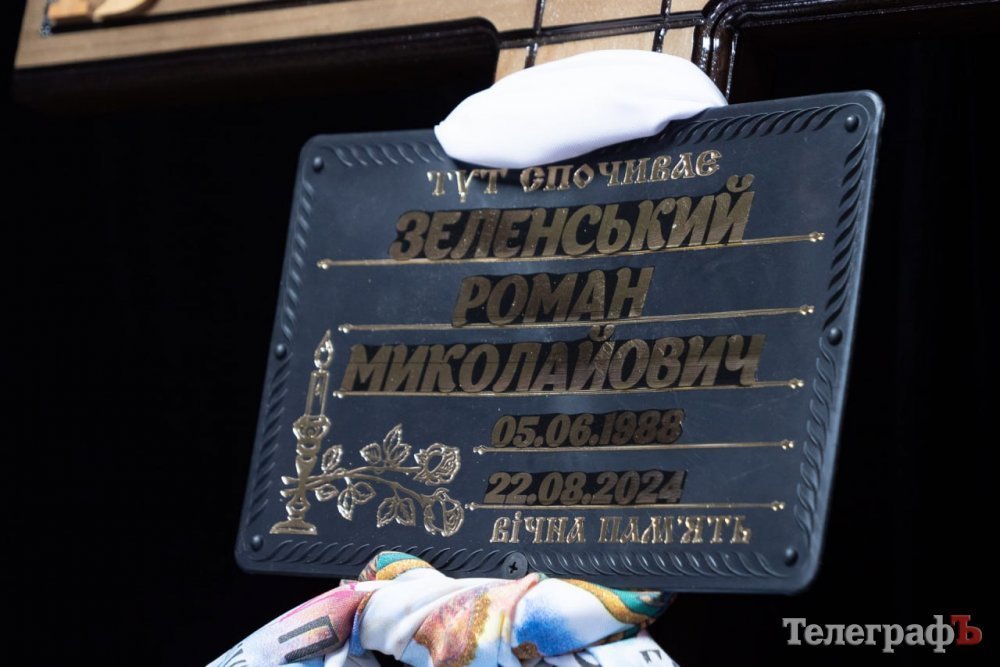 ТУТ СПОЧИВАЄ
ЗЕЛЕНСЬКИЙ
РОМАН
МИКОЛАЙОВИЧ
05.06.1988
22.08.2024
ВІЧНА ПАМ'ЯТЬ
ТелеграфЪ